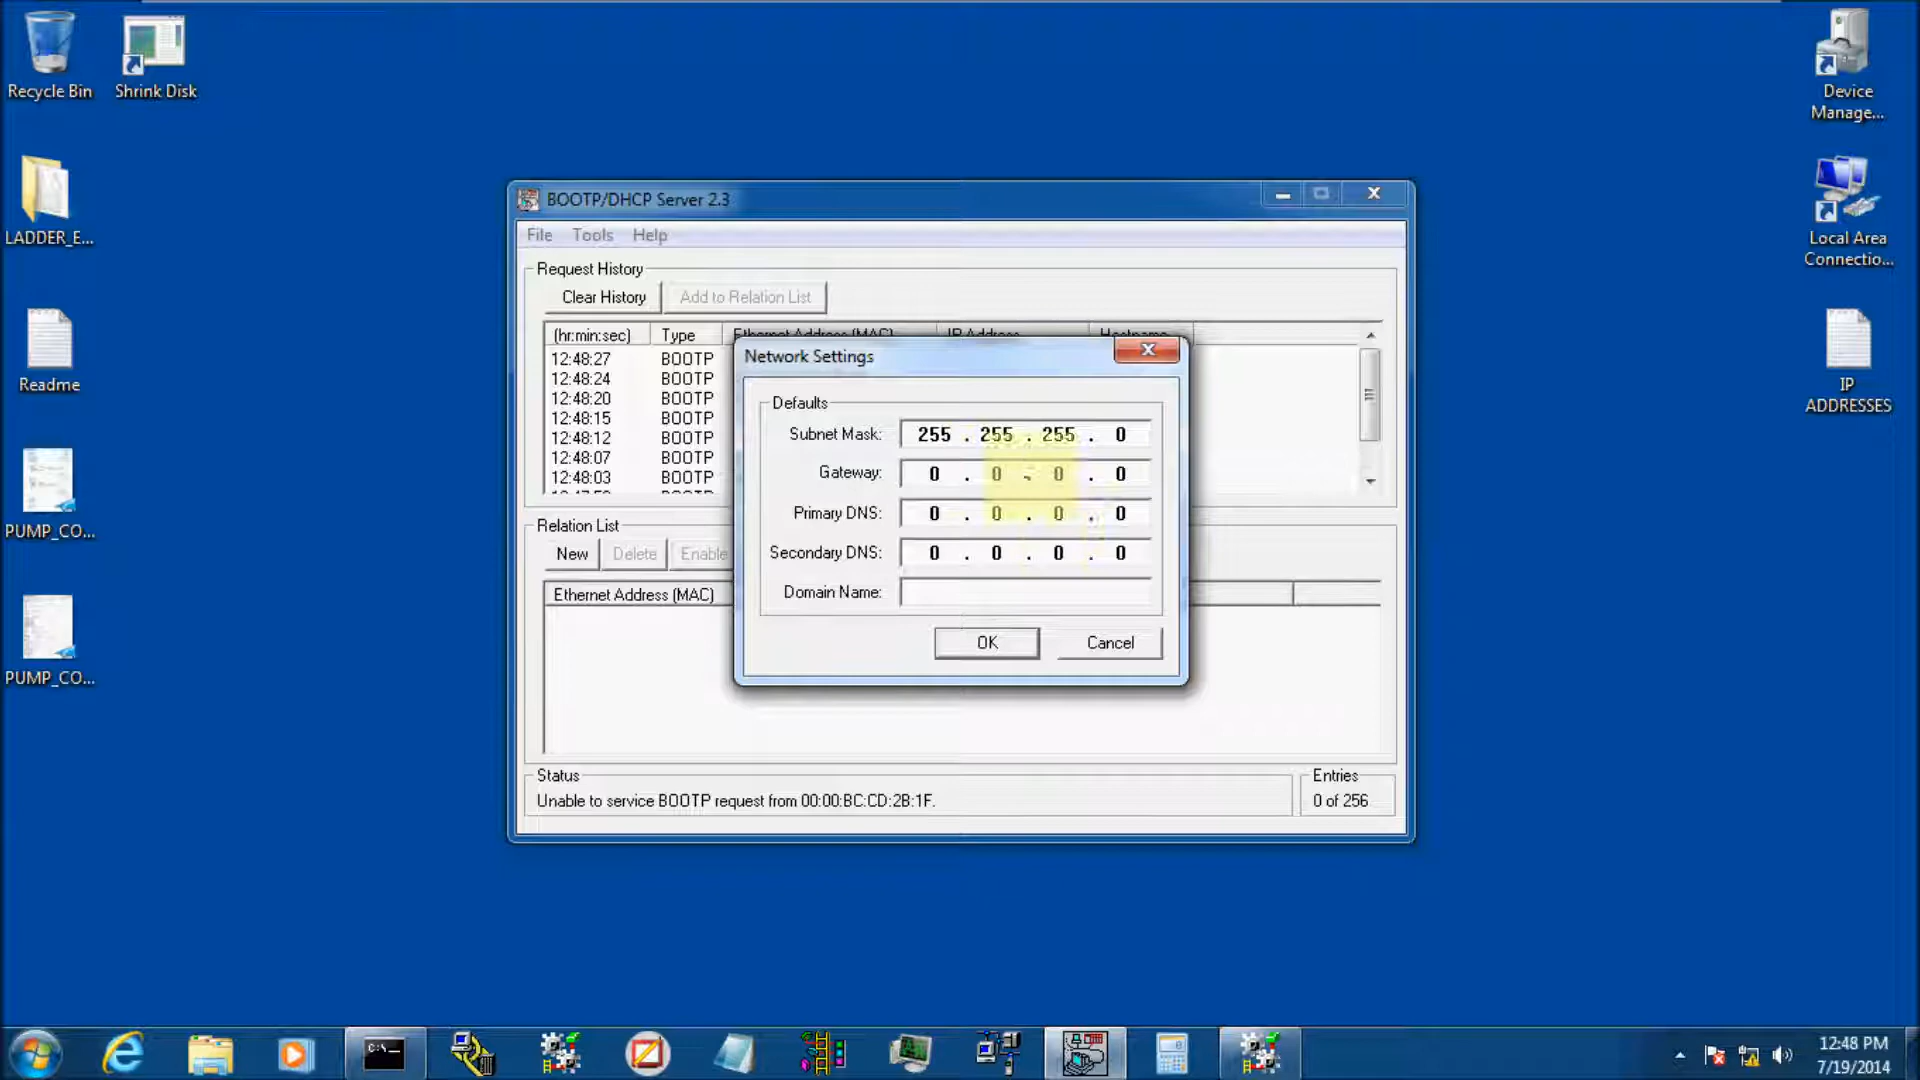 Recycle Bin
Shrink Disk
Device
Manage...
LADDER_E...
Local Area
Connectio...
Readme
IP
ADDRESSES
PUMP_CO...
PUMP_CO...
BOOTP/DHCP Server 2.3
File Tools Help
Request History
Clear History Add to Relation List
(hr:min:sec) Type Ethernet Address (MAC) IP Address Hostname
12:48:27 BOOTP
12:48:24 BOOTP
12:48:20 BOOTP
12:48:15 BOOTP
12:48:12 BOOTP
12:48:07 BOOTP
12:48:03 BOOTP
Relation List
New Delete Enable
Ethernet Address (MAC)
Status
Unable to service BOOTP request from 00:00:BC:CD:2B:1F.
Entries
0 of 256
Network Settings
Defaults
Subnet Mask: 255 . 255 . 255 . 0
Gateway: 0 . 0 . 0 . 0
Primary DNS: 0 . 0 . 0 . 0
Secondary DNS: 0 . 0 . 0 . 0
Domain Name:
OK Cancel
C:\_
12:48 PM
7/19/2014